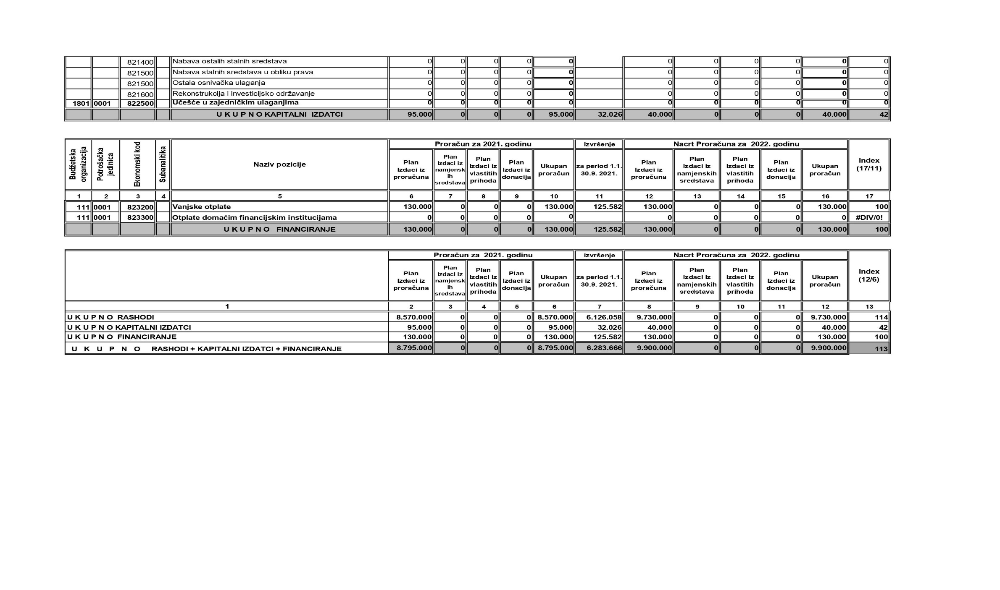 821400 Nabava ostalih stalnih sredstava 0 0 0 0 0 0 0 0 0 0 0
821500 Nabava stalnih sredstava u obliku prava 0 0 0 0 0 0 0 0 0 0 0
821500 Ostala osnivačka ulaganja 0 0 0 0 0 0 0 0 0 0 0
821600 Rekonstrukcija i investicijsko održavanje 0 0 0 0 0 0 0 0 0 0 0
1801 0001 822500 Učešće u zajedničkim ulaganjima 0 0 0 0 0 0 0 0 0 0 0
U K U P N O KAPITALNI IZDATCI 95.000 0 0 0 95.000 32.026 40.000 0 0 0 40.000 42
Budžetska organizacija
Potrošačka jedinica
Ekonomski kod
Subanalitika
Naziv pozicije
Proračun za 2021. godinu
Izvršenje
Nacrt Proračuna za 2022. godinu
Plan Izdaci iz proračuna
Plan Izdaci iz namjensk ih sredstava
Plan Izdaci iz vlastitih prihoda
Plan Izdaci iz donacija
Ukupan proračun
za period 1.1. 30.9. 2021.
Plan Izdaci iz proračuna
Plan Izdaci iz namjenskih sredstava
Plan Izdaci iz vlastitih prihoda
Plan Izdaci iz donacija
Ukupan proračun
Index (17/11)
1 2 3 4 5 6 7 8 9 10 11 12 13 14 15 16 17
111 0001 823200 Vanjske otplate 130.000 0 0 0 130.000 125.582 130.000 0 0 0 130.000 100
111 0001 823300 Otplate domaćim financijskim institucijama 0 0 0 0 0 0 0 0 0 0 #DIV/0!
U K U P N O FINANCIRANJE 130.000 0 0 0 130.000 125.582 130.000 0 0 0 130.000 100
Proračun za 2021. godinu
Izvršenje
Nacrt Proračuna za 2022. godinu
Plan Izdaci iz proračuna
Plan Izdaci iz namjensk ih sredstava
Plan Izdaci iz vlastitih prihoda
Plan Izdaci iz donacija
Ukupan proračun
za period 1.1. 30.9. 2021.
Plan Izdaci iz proračuna
Plan Izdaci iz namjenskih sredstava
Plan Izdaci iz vlastitih prihoda
Plan Izdaci iz donacija
Ukupan proračun
Index (12/6)
1 2 3 4 5 6 7 8 9 10 11 12 13
U K U P N O RASHODI 8.570.000 0 0 0 8.570.000 6.126.058 9.730.000 0 0 0 9.730.000 114
U K U P N O KAPITALNI IZDATCI 95.000 0 0 0 95.000 32.026 40.000 0 0 0 40.000 42
U K U P N O FINANCIRANJE 130.000 0 0 0 130.000 125.582 130.000 0 0 0 130.000 100
U K U P N O RASHODI + KAPITALNI IZDATCI + FINANCIRANJE 8.795.000 0 0 0 8.795.000 6.283.666 9.900.000 0 0 0 9.900.000 113